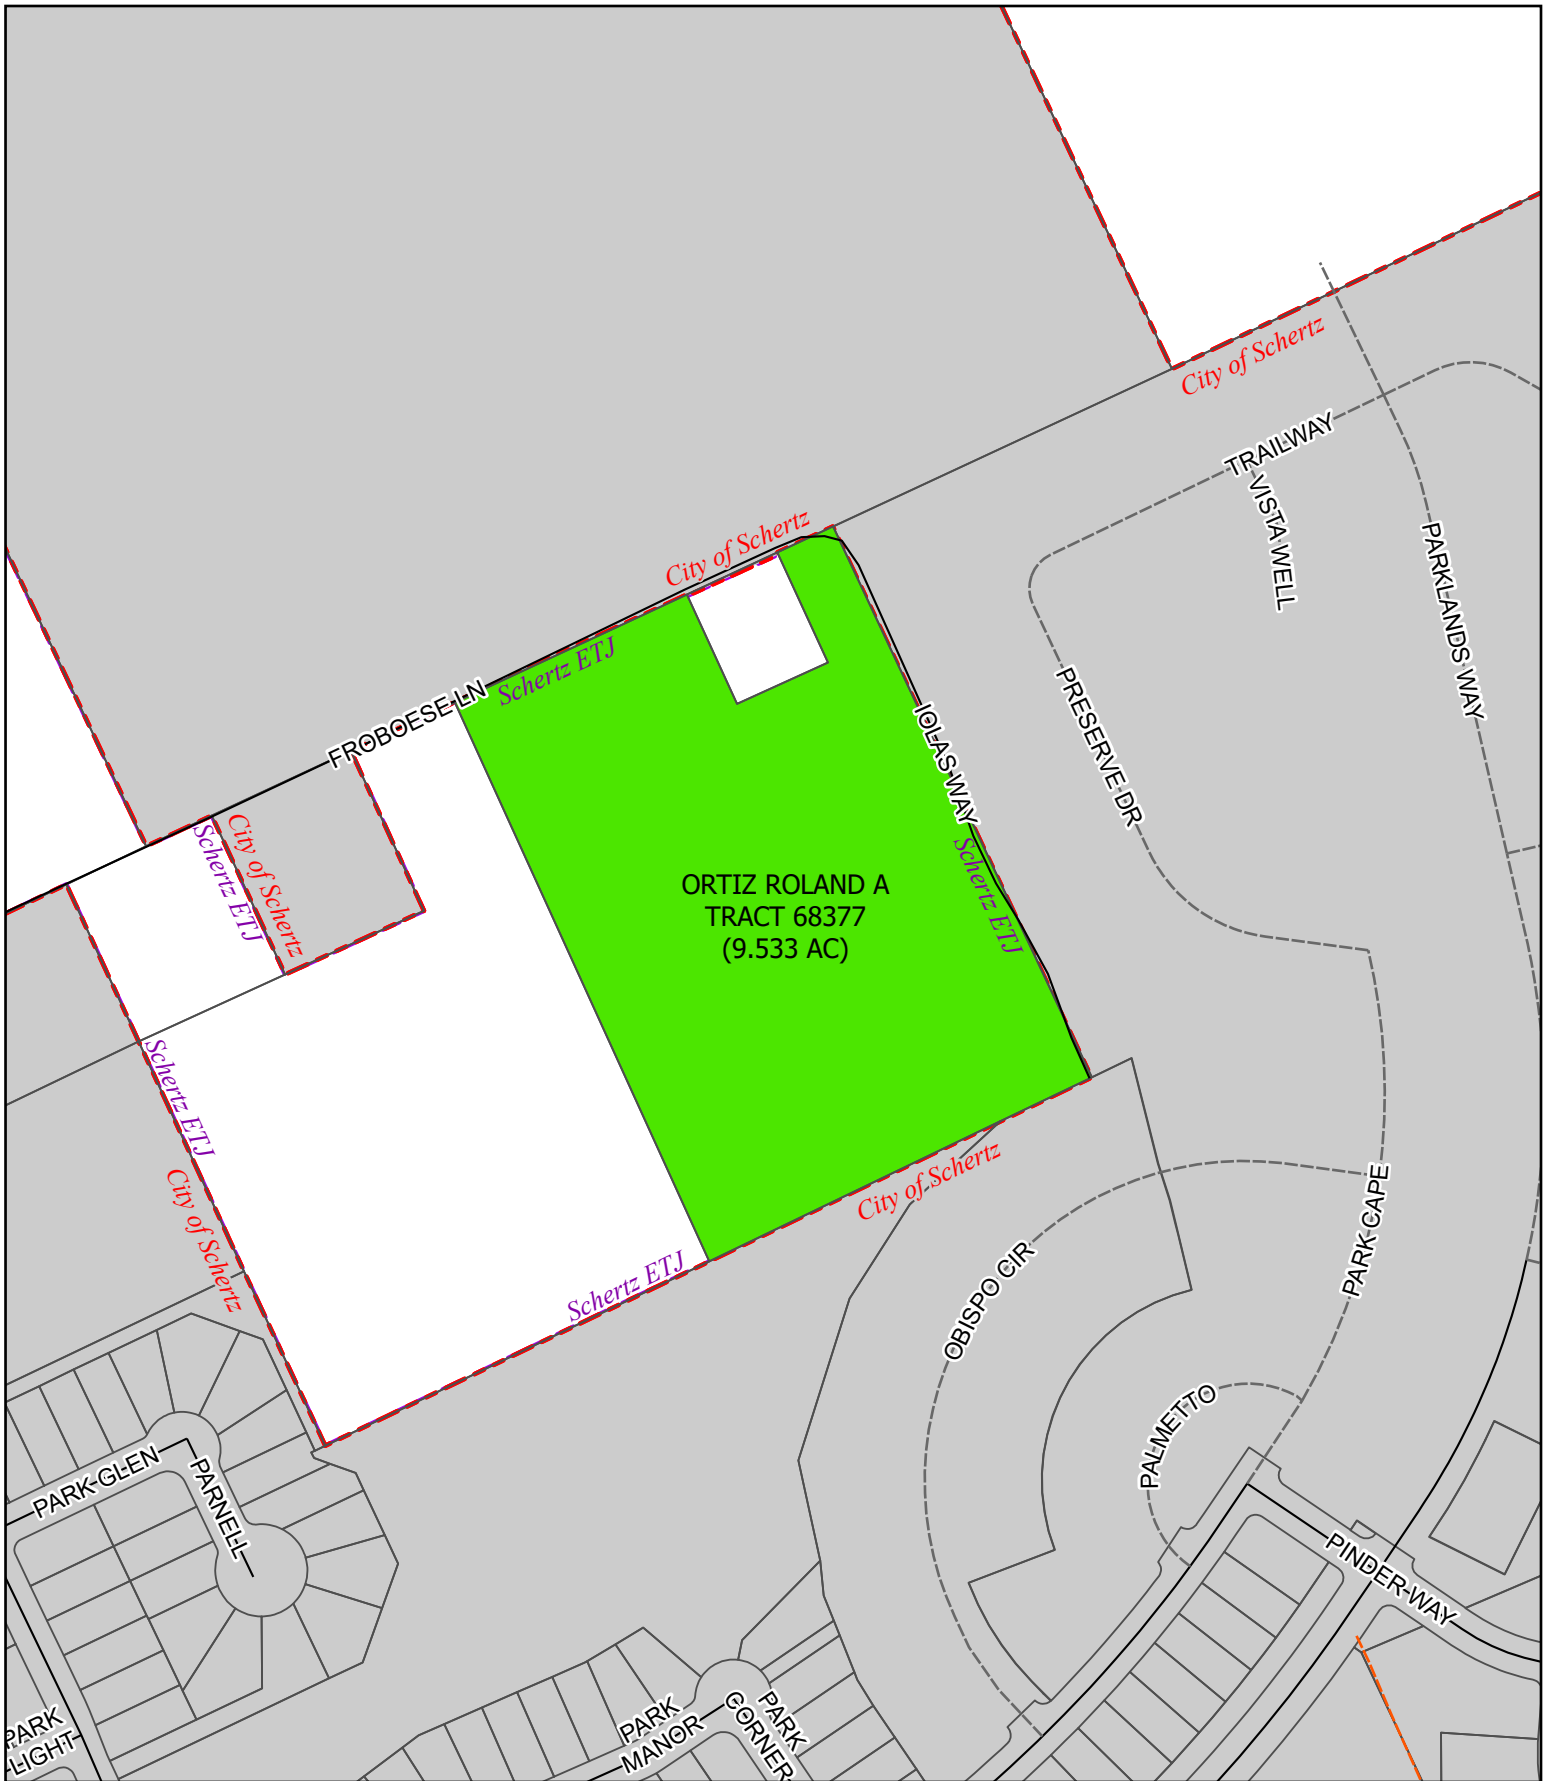 City of Schertz
TRAILWAY
VISTA WELL
PARKLANDS WAY
City of Schertz
Schertz ETJ
FROBOESE LN
IOLAS WAY
PRESERVE DR
Schertz ETJ
City of Schertz
Schertz ETJ
ORTIZ ROLAND A
TRACT 68377
(9.533 AC)
Schertz ETJ
City of Schertz
City of Schertz
Schertz ETJ
OBISPO CIR
PARK CAPE
PALMETTO
PARK GLEN
PARNELL
PINDER WAY
PARK
LIGHT
PARK
MANOR
PARK
CORNER